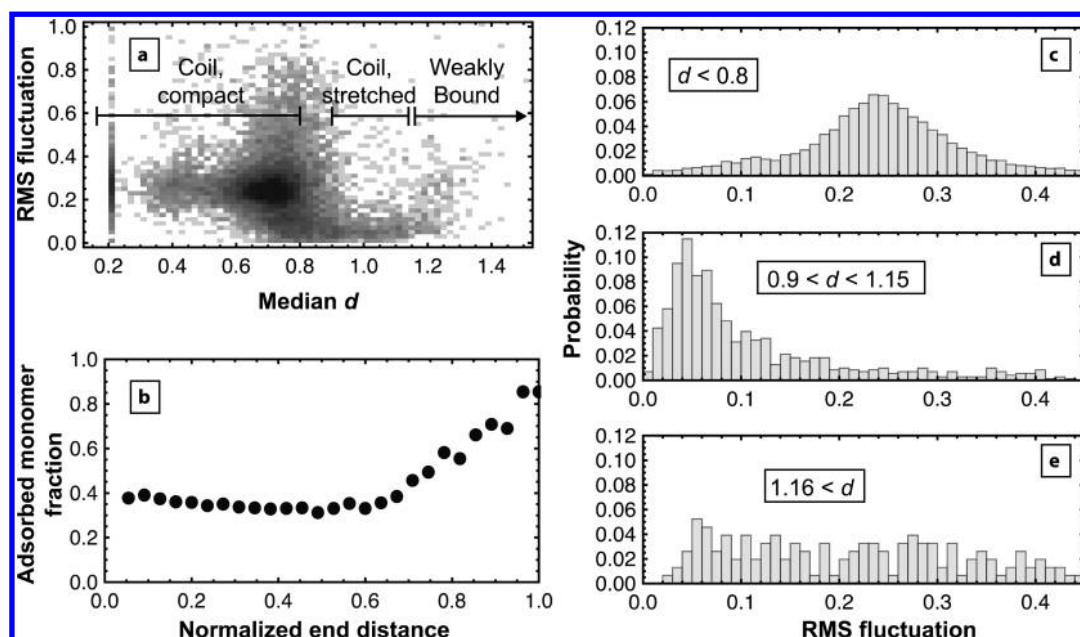 a
Coil, compact
Coil, stretched
Weakly Bound
RMS fluctuation
1.0
0.8
0.6
0.4
0.2
0.0
0.2 0.4 0.6 0.8 1.0 1.2 1.4
Median d
b
Adsorbed monomer
fraction
1.0
0.8
0.6
0.4
0.2
0.0
0.0 0.2 0.4 0.6 0.8 1.0
Normalized end distance
Probability
c
d < 0.8
0.12
0.10
0.08
0.06
0.04
0.02
0.00
0.0 0.1 0.2 0.3 0.4
d
0.9 < d < 1.15
0.12
0.10
0.08
0.06
0.04
0.02
0.00
0.0 0.1 0.2 0.3 0.4
e
1.16 < d
0.12
0.10
0.08
0.06
0.04
0.02
0.00
0.0 0.1 0.2 0.3 0.4
RMS fluctuation